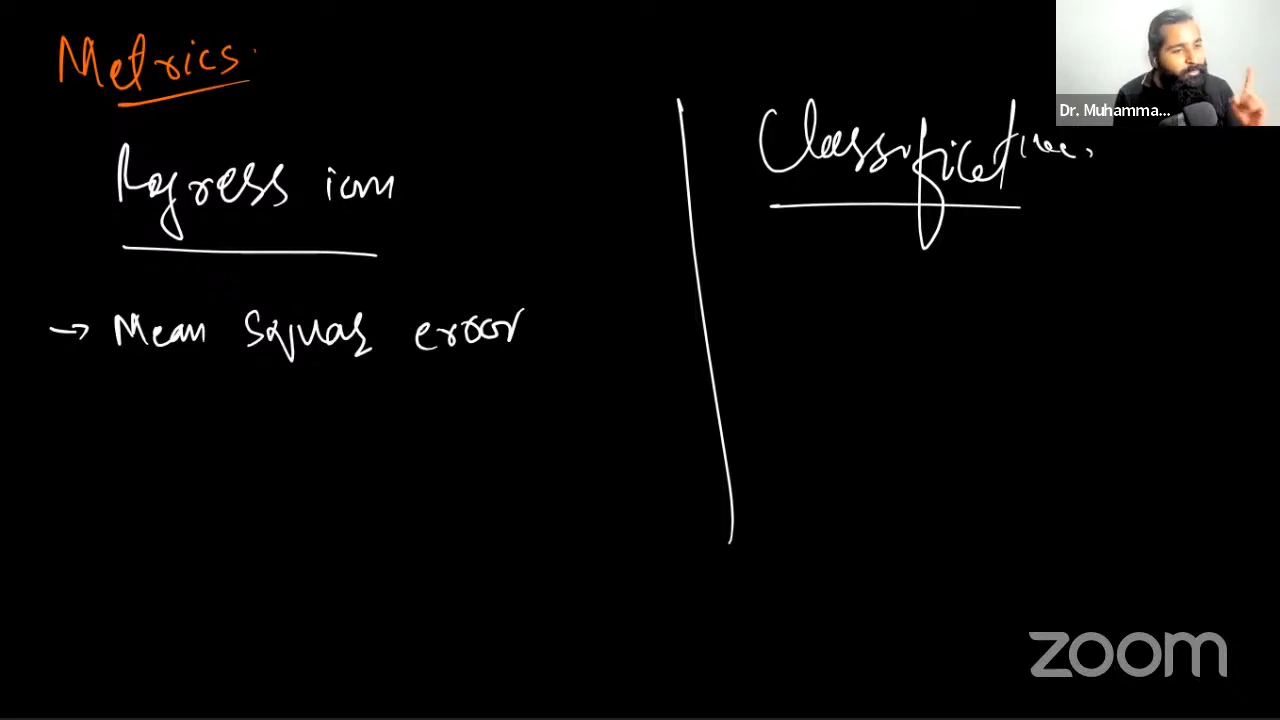 Metrics.
Regression
→ Mean Square error
Classification.
Dr. Muhamma...
zoom